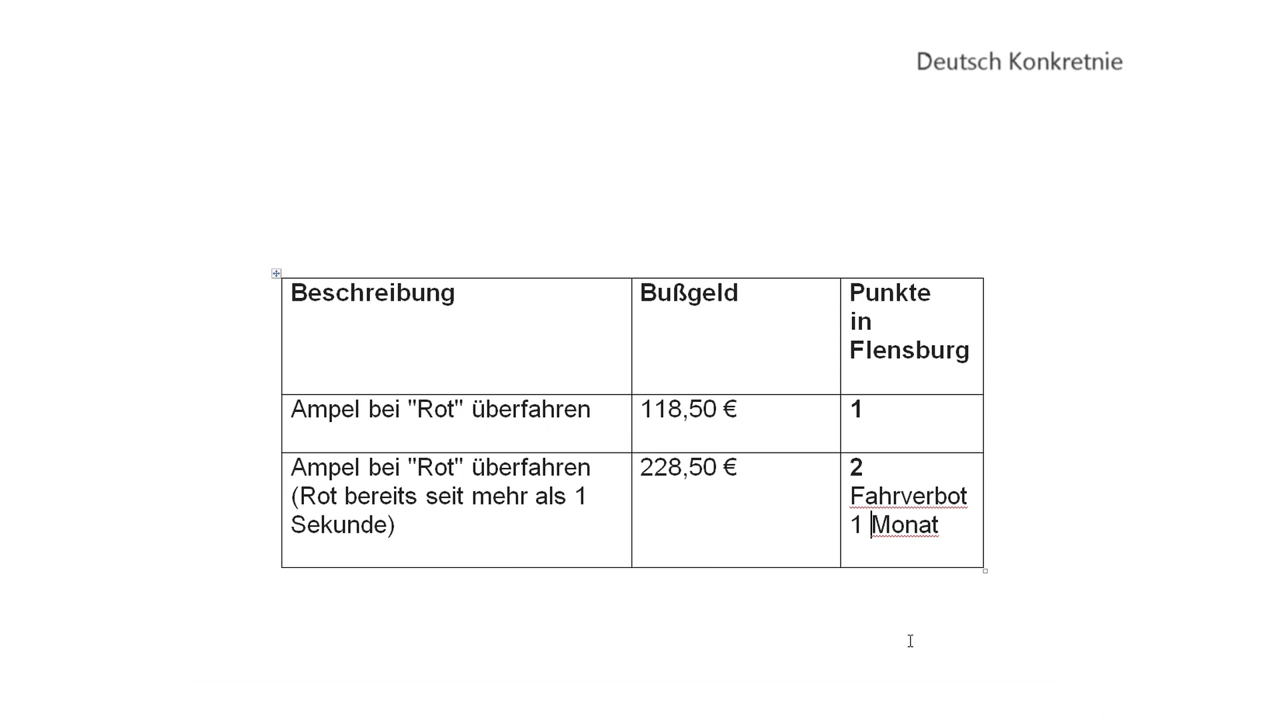 Deutsch Konkretnie
Beschreibung
Bußgeld
Punkte
in
Flensburg
Ampel bei "Rot" überfahren
118,50 €
1
Ampel bei "Rot" überfahren
(Rot bereits seit mehr als 1
Sekunde)
228,50 €
2
Fahrverbot
1 Monat